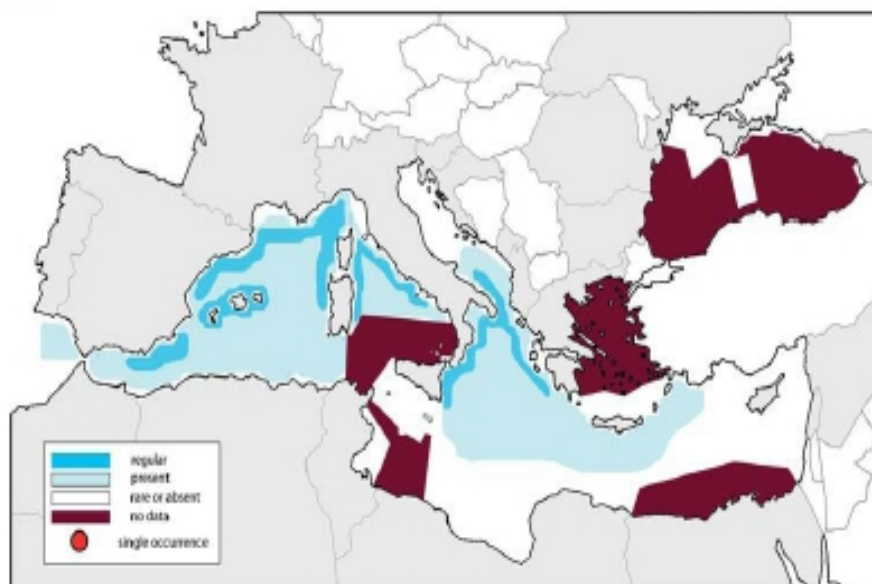 regular
present
rare or absent
no data
single occurrence